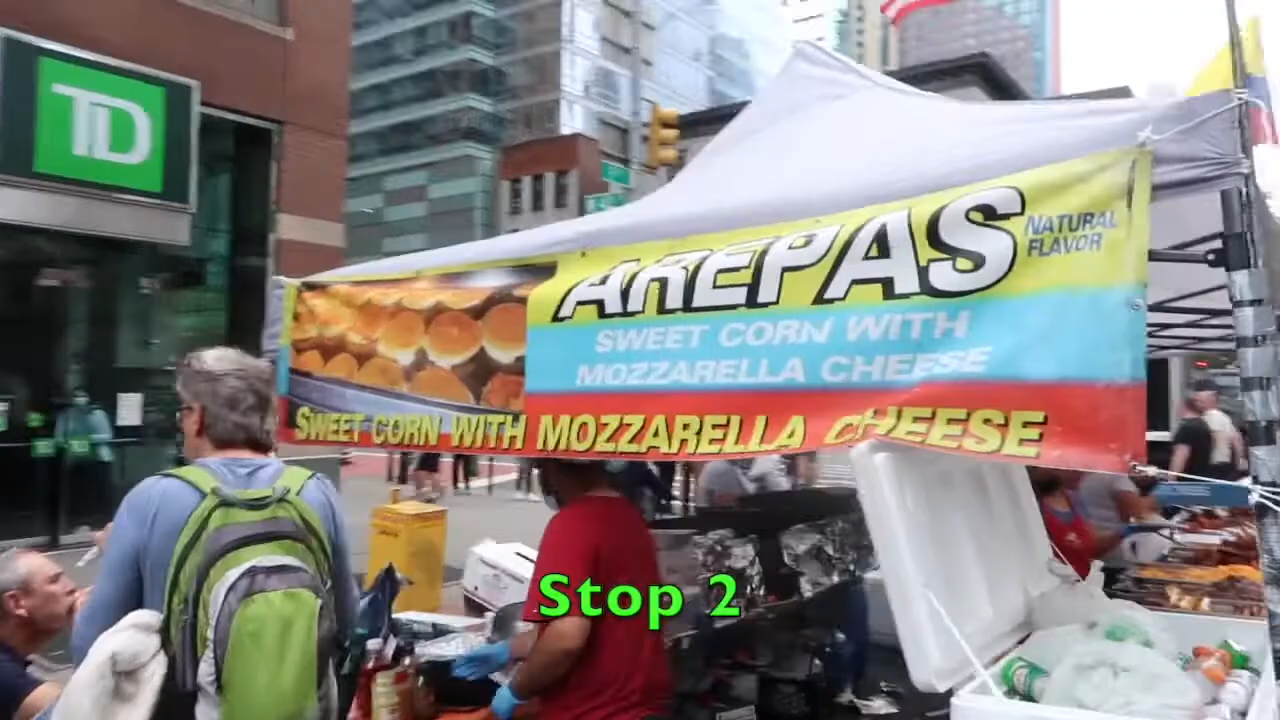 TD
AREPAS
NATURAL
FLAVOR
SWEET CORN WITH
MOZZARELLA CHEESE
SWEET CORN WITH MOZZARELLA CHEESE
Stop 2